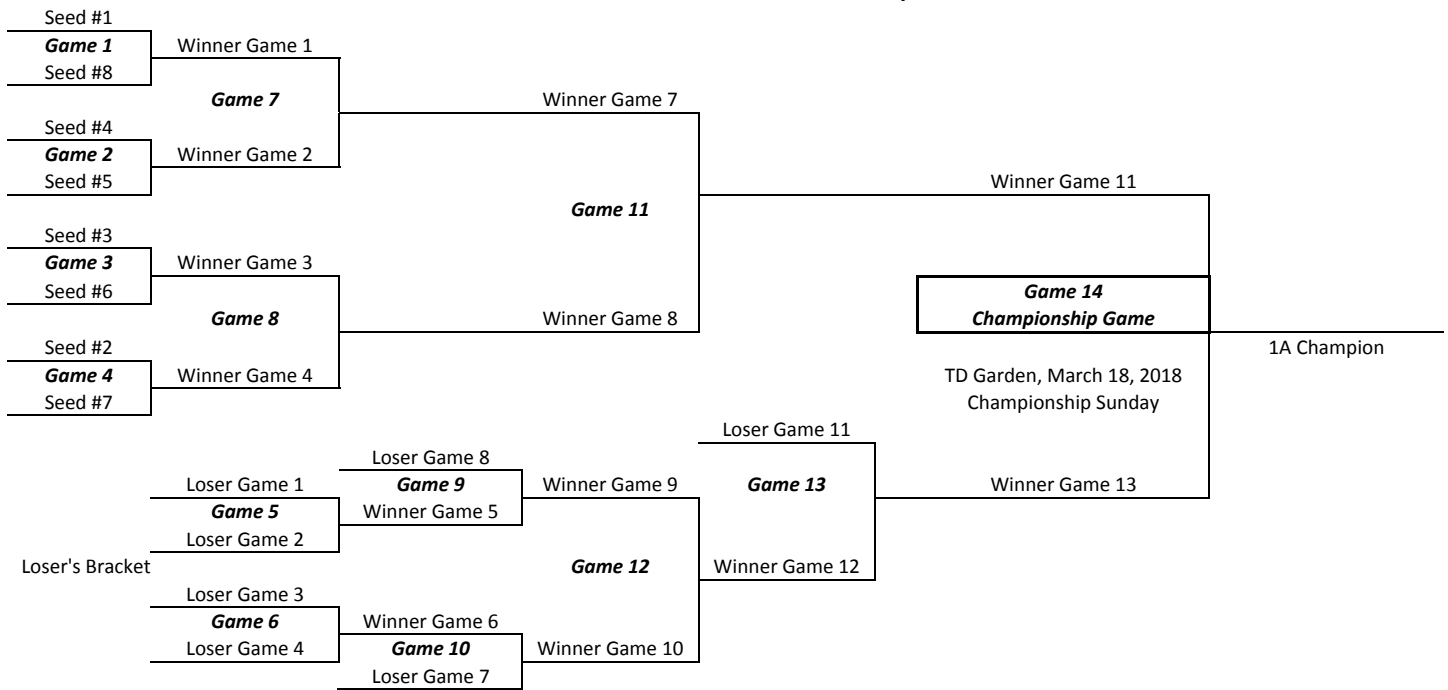 Seed #1
Game 1
Winner Game 1
Seed #8
Game 7
Winner Game 7
Seed #4
Game 2
Winner Game 2
Seed #5
Winner Game 11
Game 11
Seed #3
Game 3
Winner Game 3
Seed #6
Game 14
Championship Game
Game 8
Winner Game 8
Seed #2
1A Champion
Game 4
Winner Game 4
TD Garden, March 18, 2018
Seed #7
Championship Sunday
Loser Game 11
Loser Game 8
Loser Game 1
Game 9
Winner Game 9
Game 13
Winner Game 13
Game 5
Winner Game 5
Loser Game 2
Loser's Bracket
Game 12
Winner Game 12
Loser Game 3
Game 6
Winner Game 6
Loser Game 4
Game 10
Winner Game 10
Loser Game 7